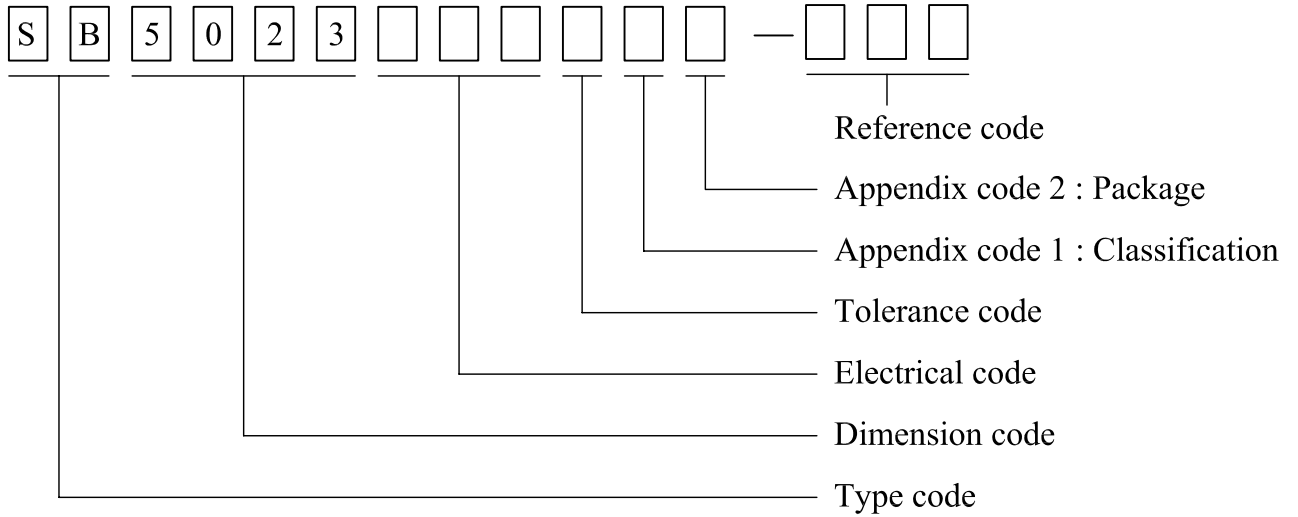 S B 5 0 2 3 —
Reference code
Appendix code 2 : Package
Appendix code 1 : Classification
Tolerance code
Electrical code
Dimension code
Type code